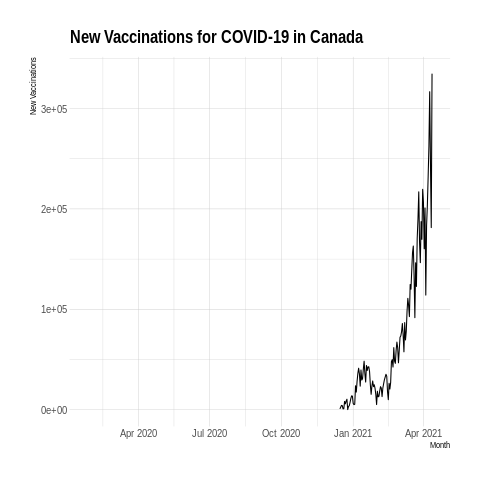 New Vaccinations for COVID-19 in Canada
New Vaccinations
3e+05
2e+05
1e+05
0e+00
Apr 2020 Jul 2020 Oct 2020 Jan 2021 Apr 2021
Month